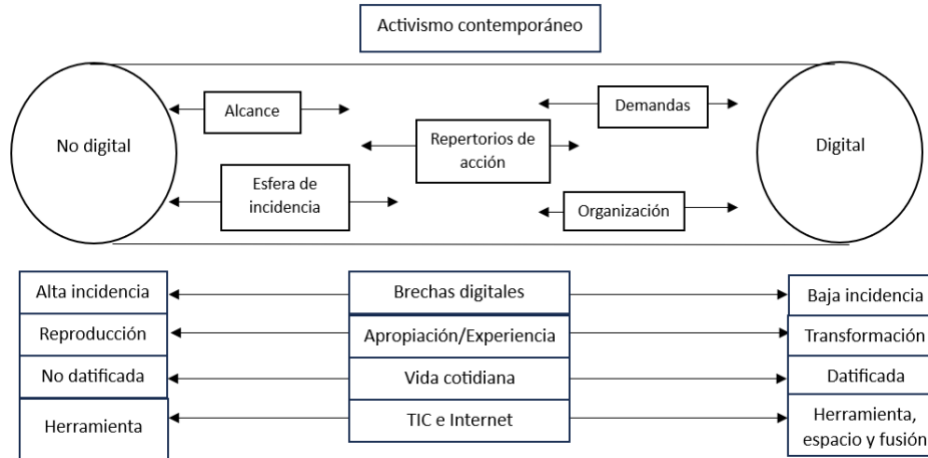 Activismo contemporáneo
No digital
Alcance
Esfera de
incidencia
Repertorios de
acción
Demandas
Organización
Digital
Alta incidencia
Brechas digitales
Baja incidencia
Reproducción
Apropiación/Experiencia
Transformación
No datificada
Vida cotidiana
Datificada
Herramienta
TIC e Internet
Herramienta,
espacio y fusión